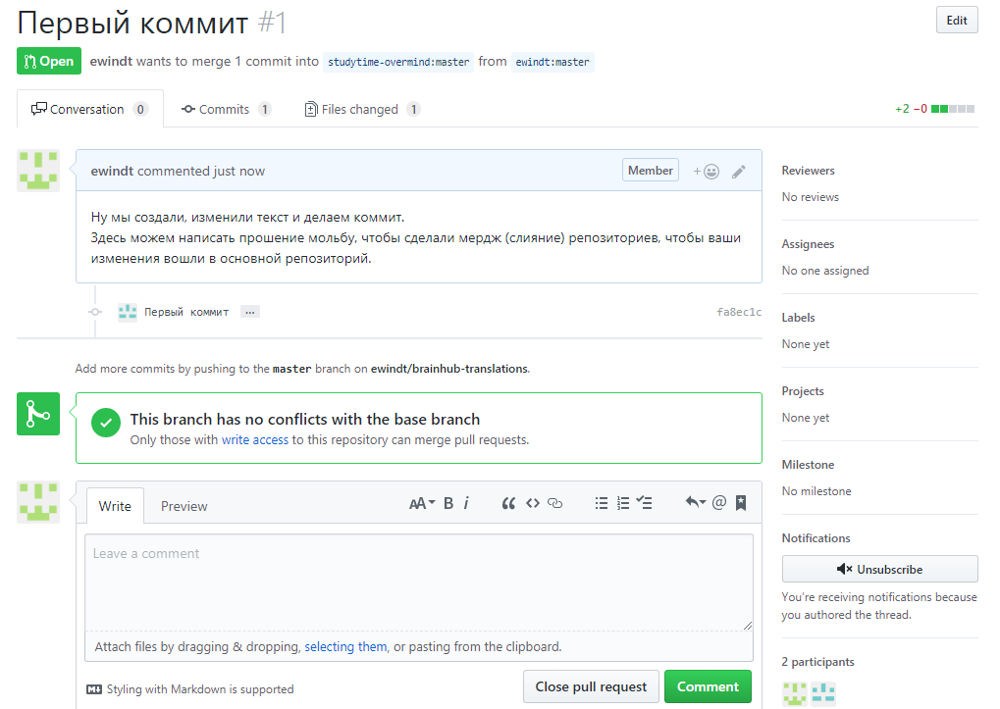 Первый коммит #1
Edit
Open ewindt wants to merge 1 commit into studytime-overmind:master from ewindt:master
Conversation 0 Commits 1 Files changed 1 +2 −0
ewindt commented just now Member
Ну мы создали, изменили текст и делаем коммит.
Здесь можем написать прошение мольбу, чтобы сделали мердж (слияние) репозиториев, чтобы ваши
изменения вошли в основной репозиторий.
Первый коммит ... fa8ec1c
Add more commits by pushing to the master branch on ewindt/brainhub-translations.
This branch has no conflicts with the base branch
Only those with write access to this repository can merge pull requests.
Write Preview AA B i
Leave a comment
Attach files by dragging & dropping, selecting them, or pasting from the clipboard.
Styling with Markdown is supported
Close pull request Comment
Reviewers
No reviews
Assignees
No one assigned
Labels
None yet
Projects
None yet
Milestone
No milestone
Notifications
Unsubscribe
You're receiving notifications because
you authored the thread.
2 participants